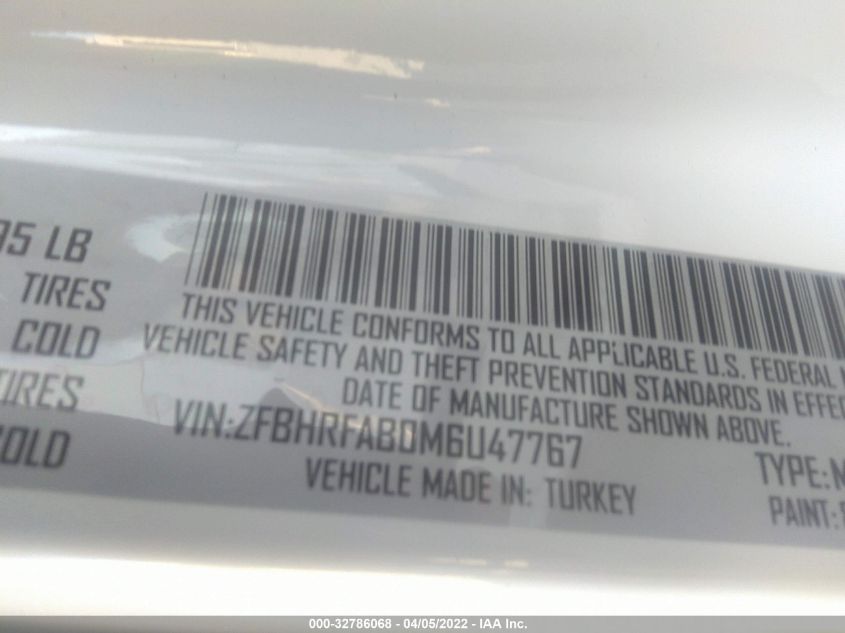 95 LB
TIRES
COLD
TIRES
COLD
THIS VEHICLE CONFORMS TO ALL APPLICABLE U.S. FEDERAL
VEHICLE SAFETY AND THEFT PREVENTION STANDARDS IN EFFEC
DATE OF MANUFACTURE SHOWN ABOVE.
VIN:ZFBHRFAB0M6U47767
TYPE:
VEHICLE MADE IN: TURKEY
PAINT:
000-32786068 - 04/05/2022 - IAA Inc.